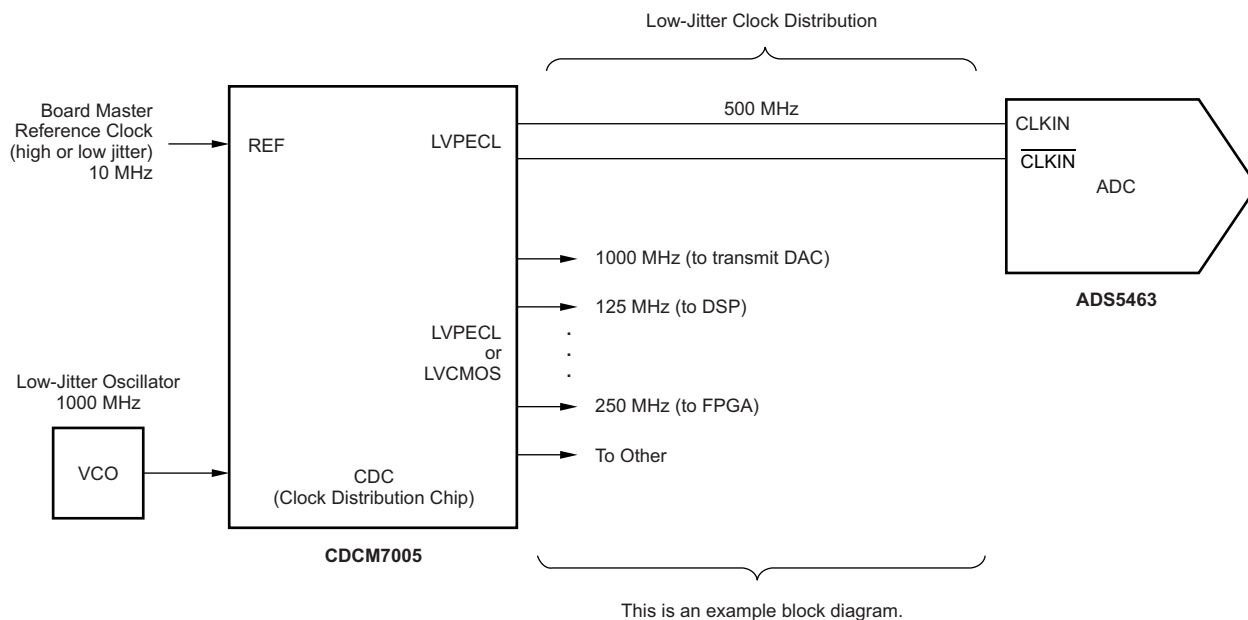 Low-Jitter Clock Distribution
Board Master
Reference Clock
(high or low jitter)
10 MHz
REF
LVPECL
500 MHz
CLKIN
CLKIN
ADC
ADS5463
1000 MHz (to transmit DAC)
125 MHz (to DSP)
LVPECL
or
LVCMOS
.
.
.
250 MHz (to FPGA)
To Other
Low-Jitter Oscillator
1000 MHz
VCO
CDC
(Clock Distribution Chip)
CDCM7005
This is an example block diagram.